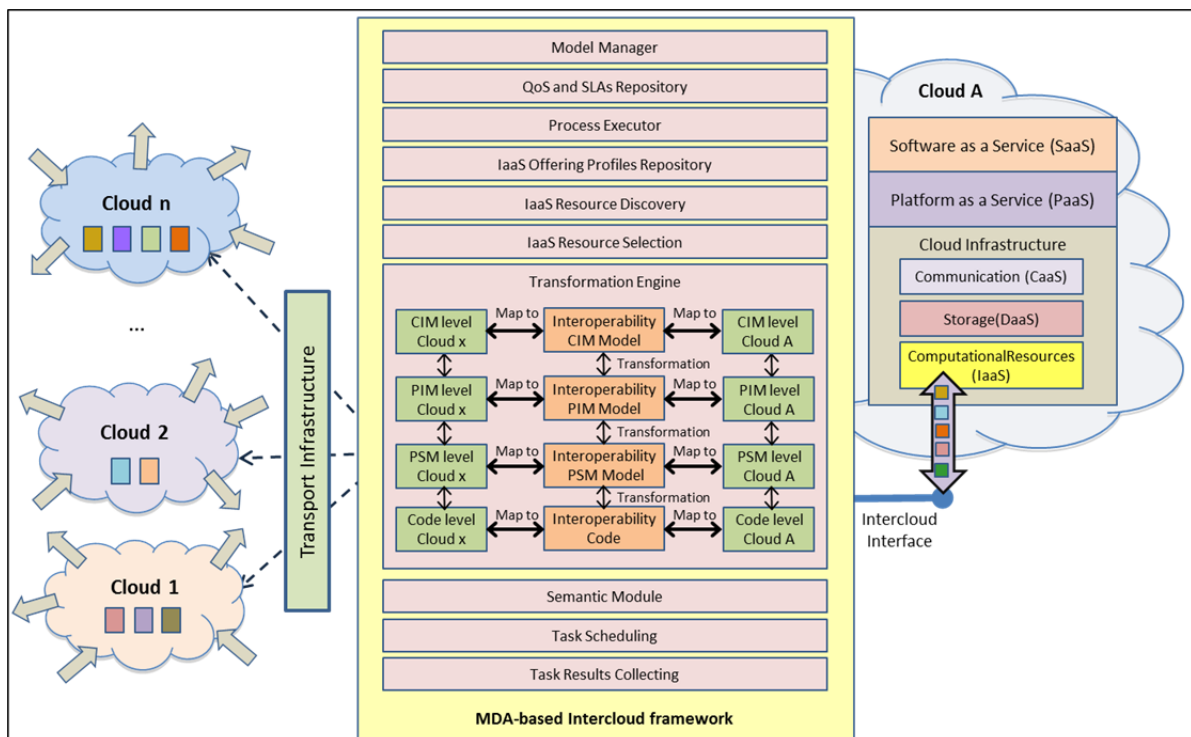 Model Manager
QoS and SLAs Repository
Process Executor
IaaS Offering Profiles Repository
IaaS Resource Discovery
IaaS Resource Selection
Transformation Engine
CIM level
Cloud x
Map to
Interoperability
CIM Model
Map to
CIM level
Cloud A
Transformation
PIM level
Cloud x
Map to
Interoperability
PIM Model
Map to
PIM level
Cloud A
Transformation
PSM level
Cloud x
Map to
Interoperability
PSM Model
Map to
PSM level
Cloud A
Transformation
Code level
Cloud x
Map to
Interoperability
Code
Map to
Code level
Cloud A
Semantic Module
Task Scheduling
Task Results Collecting
MDA-based Intercloud framework
Cloud n
...
Cloud 2
Cloud 1
Transport Infrastructure
Cloud A
Software as a Service (SaaS)
Platform as a Service (PaaS)
Cloud Infrastructure
Communication (CaaS)
Storage(DaaS)
ComputationalResources
(IaaS)
Intercloud
Interface